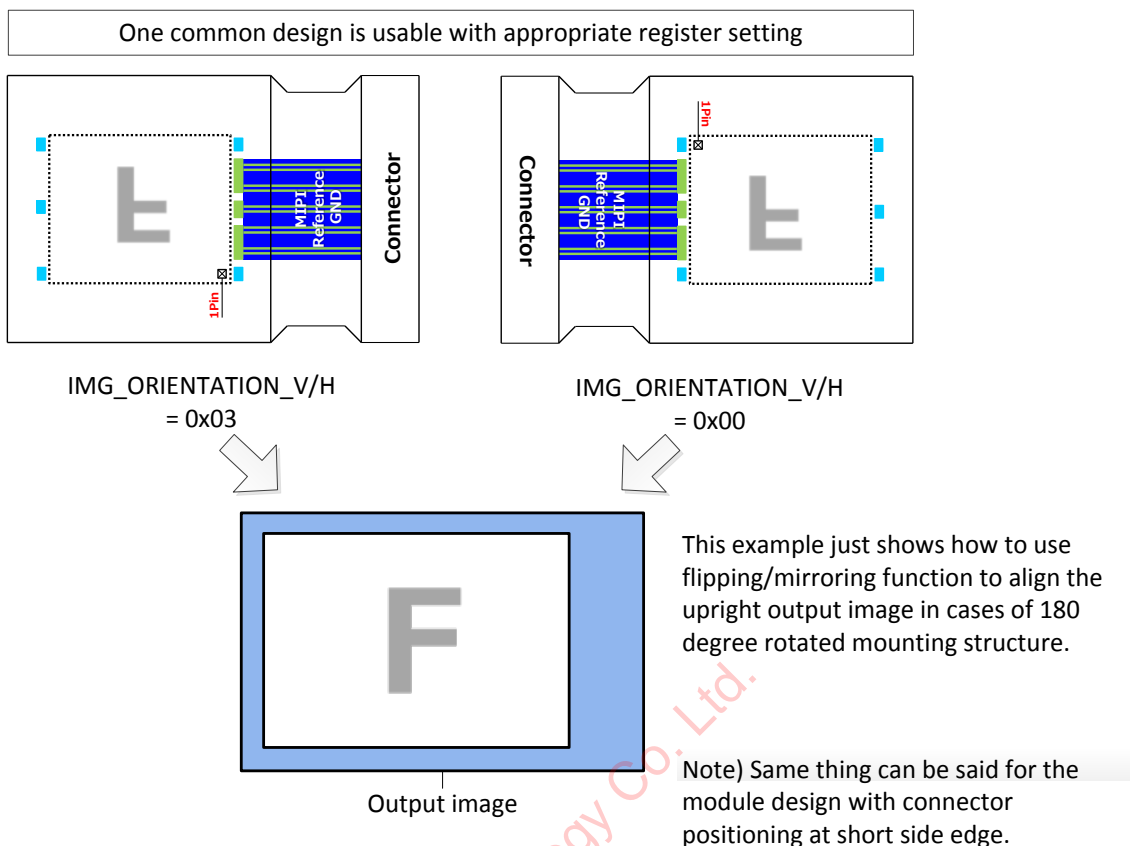 One common design is usable with appropriate register setting
1Pin
MIPI
Reference
GND
Connector
Connector
MIPI
Reference
GND
1Pin
IMG_ORIENTATION_V/H
= 0x03
IMG_ORIENTATION_V/H
= 0x00
F
F
F
Output image
This example just shows how to use
flipping/mirroring function to align the
upright output image in cases of 180
degree rotated mounting structure.
Note) Same thing can be said for the
module design with connector
positioning at short side edge.
Co. Ltd.